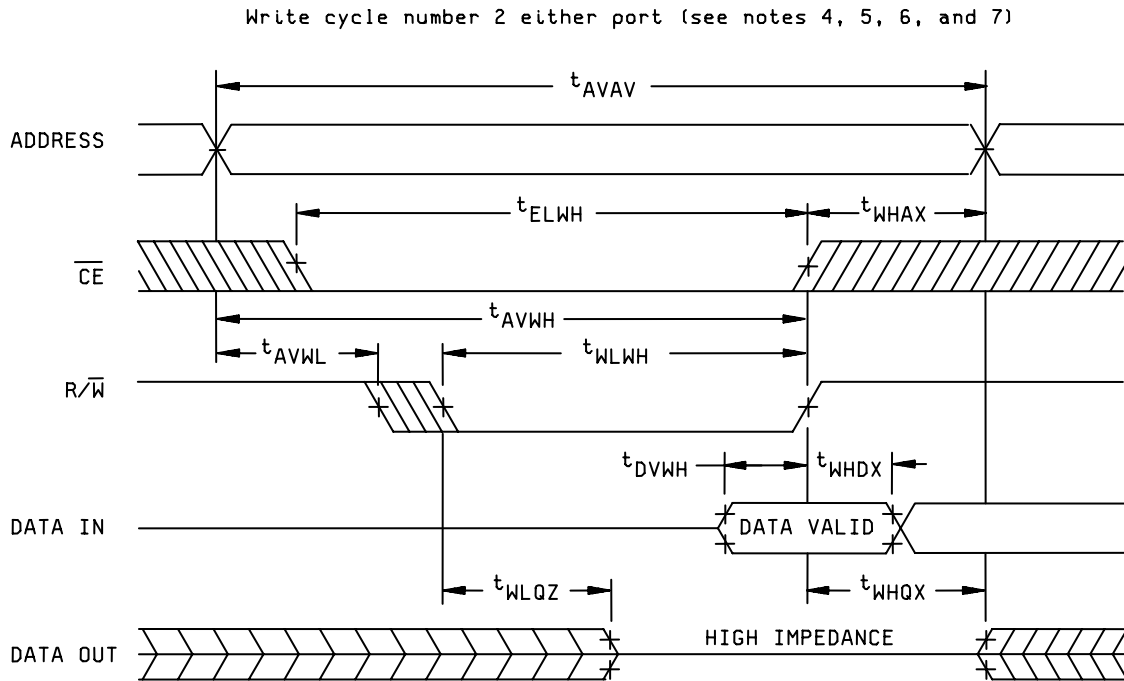 Write cycle number 2 either port (see notes 4, 5, 6, and 7)
tAVAV
ADDRESS
tELWH
tWHAX
CE
tAVWH
tAVWL
tWLWH
R/W
tDVWH
tWHDX
DATA IN
DATA VALID
tWLQZ
tWHQX
DATA OUT
HIGH IMPEDANCE